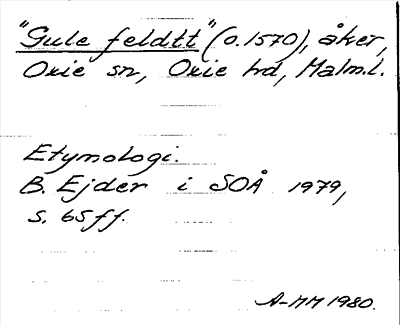 "Gule feldtt" (o.1570), åker,
Oxie sn, Oxie hd, Malm.l.
Etymologi.
B. Ejder i SOÅ 1979,
s. 65ff.
A-MM 1980.